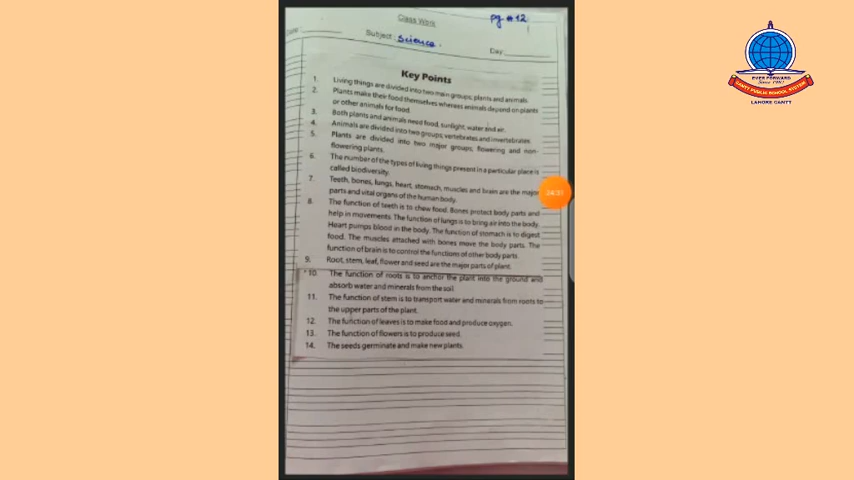 Class Work
pg # 12
Date:
Subject: Science.
Day:
Key Points
1. Living things are divided into two main groups; plants and animals.
2. Plants make their food themselves whereas animals depend on plants
or other animals for food.
3. Both plants and animals need food, sunlight, water and air.
4. Animals are divided into two groups; vertebrates and invertebrates.
5. Plants are divided into two major groups; flowering and non-
flowering plants.
6. The number of the types of living things present in a particular place is
called biodiversity.
7. Teeth, bones, lungs, heart, stomach, muscles and brain are the major
parts and vital organs of the human body.
8. The function of teeth is to chew food. Bones protect body parts and
help in movements. The function of lungs is to bring air into the body.
Heart pumps blood in the body. The function of stomach is to digest
food. The muscles attached with bones move the body parts. The
function of brain is to control the functions of other body parts.
9. Root, stem, leaf, flower and seed are the major parts of plant.
10. The function of roots is to anchor the plant into the ground and
absorb water and minerals from the soil.
11. The function of stem is to transport water and minerals from roots to
the upper parts of the plant.
12. The function of leaves is to make food and produce oxygen.
13. The function of flowers is to produce seed.
14. The seeds germinate and make new plants.
EVER FORWARD
Since 1982
CANTT PUBLIC SCHOOL SYSTEM
LAHORE CANTT